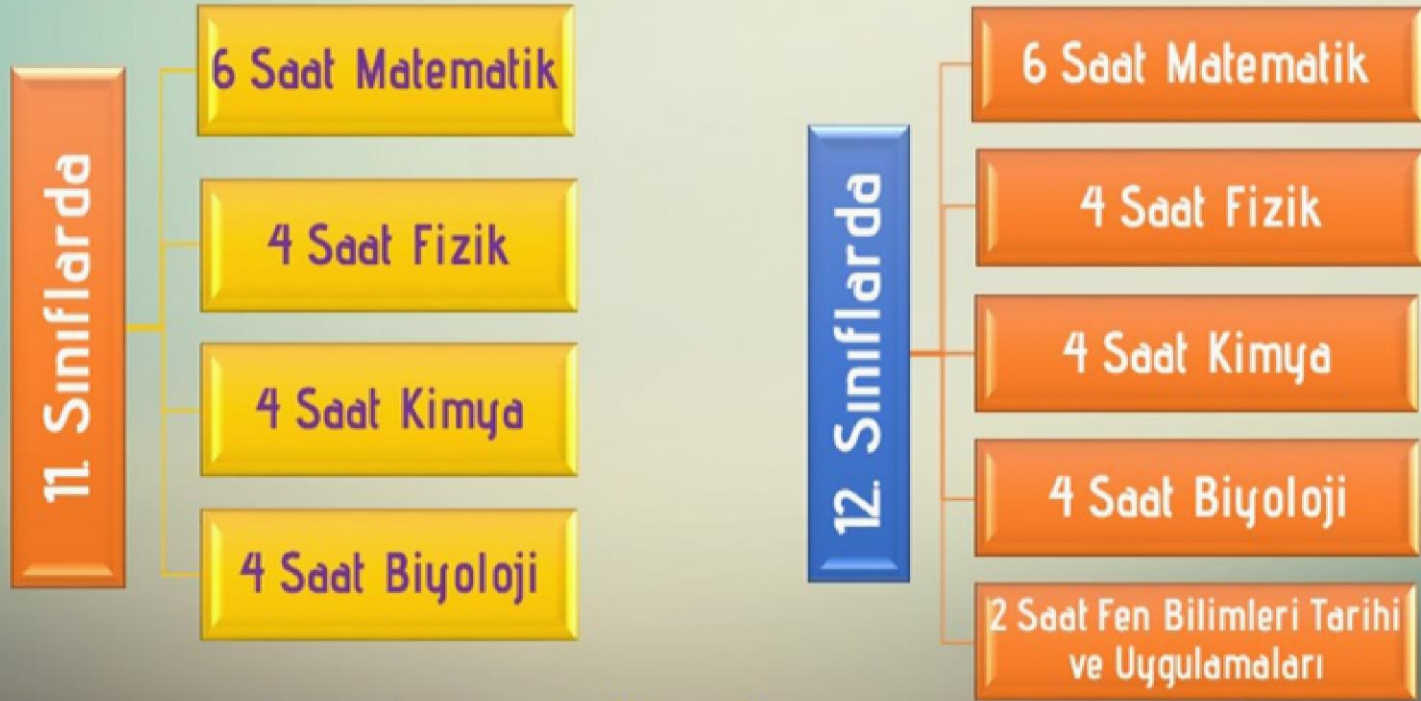 11. Sınıflarda
6 Saat Matematik
4 Saat Fizik
4 Saat Kimya
4 Saat Biyoloji
12. Sınıflarda
6 Saat Matematik
4 Saat Fizik
4 Saat Kimya
4 Saat Biyoloji
2 Saat Fen Bilimleri Tarihi
ve Uygulamaları